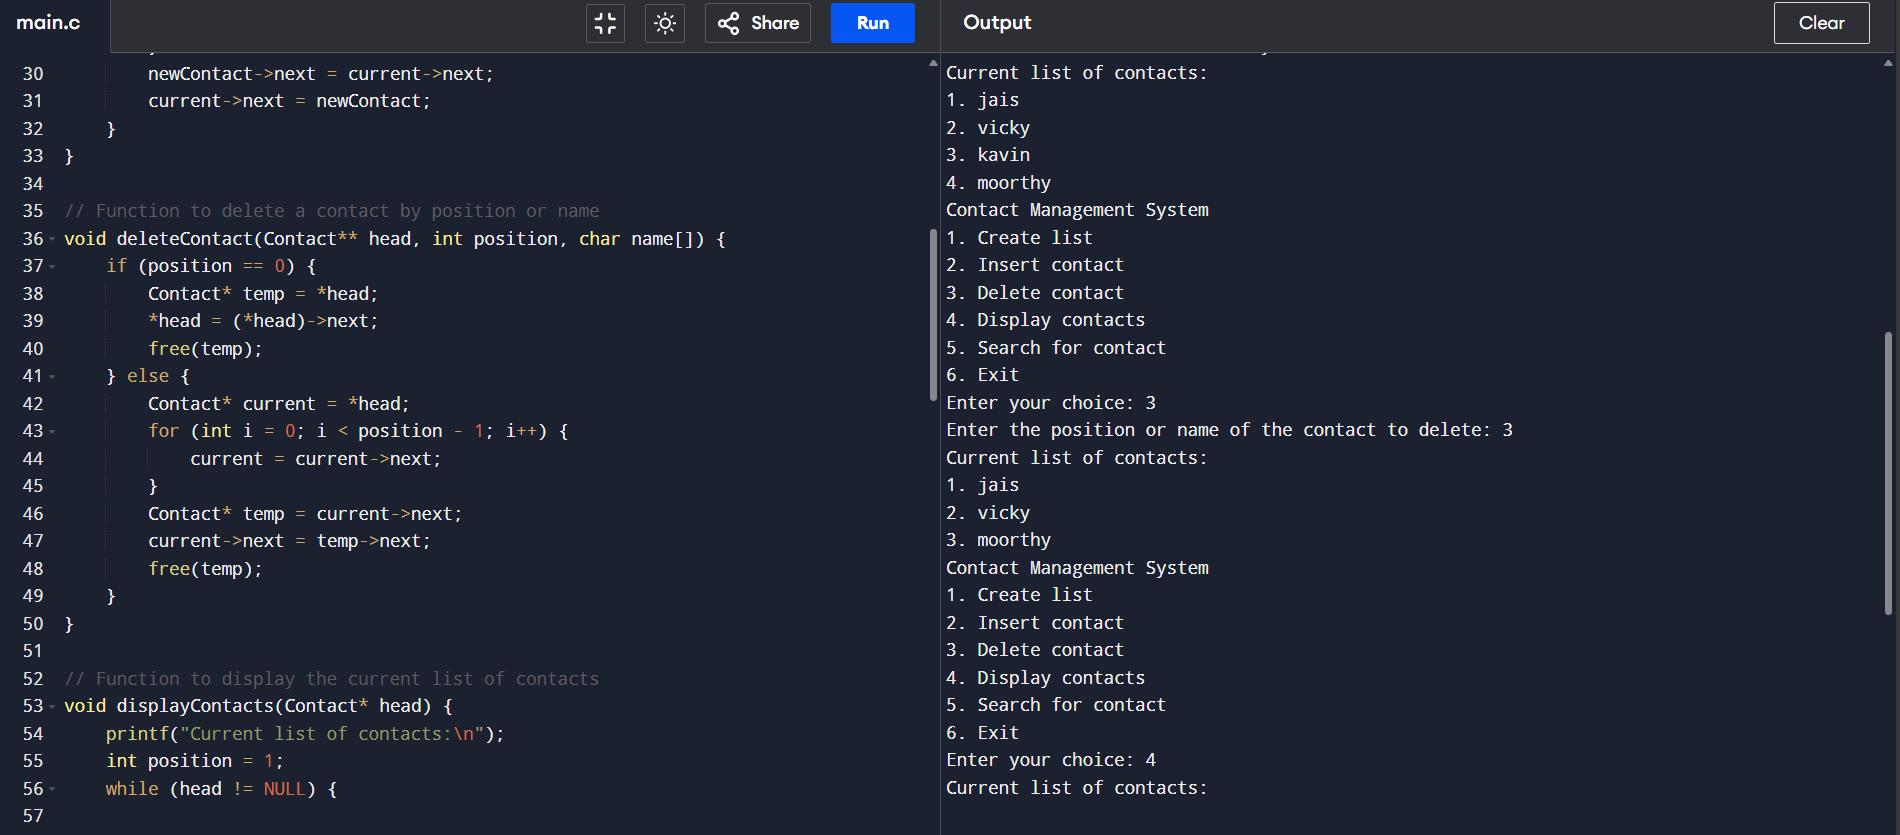 main.c
Share
Run
30 newContact->next = current->next;
31 current->next = newContact;
32 }
33 }
34
35 // Function to delete a contact by position or name
36 void deleteContact(Contact** head, int position, char name[]) {
37 if (position == 0) {
38 Contact* temp = *head;
39 *head = (*head)->next;
40 free(temp);
41 } else {
42 Contact* current = *head;
43 for (int i = 0; i < position - 1; i++) {
44 current = current->next;
45 }
46 Contact* temp = current->next;
47 current->next = temp->next;
48 free(temp);
49 }
50 }
51
52 // Function to display the current list of contacts
53 void displayContacts(Contact* head) {
54 printf("Current list of contacts:\n");
55 int position = 1;
56 while (head != NULL) {
57
Output
Clear
Current list of contacts:
1. jais
2. vicky
3. kavin
4. moorthy
Contact Management System
1. Create list
2. Insert contact
3. Delete contact
4. Display contacts
5. Search for contact
6. Exit
Enter your choice: 3
Enter the position or name of the contact to delete: 3
Current list of contacts:
1. jais
2. vicky
3. moorthy
Contact Management System
1. Create list
2. Insert contact
3. Delete contact
4. Display contacts
5. Search for contact
6. Exit
Enter your choice: 4
Current list of contacts: